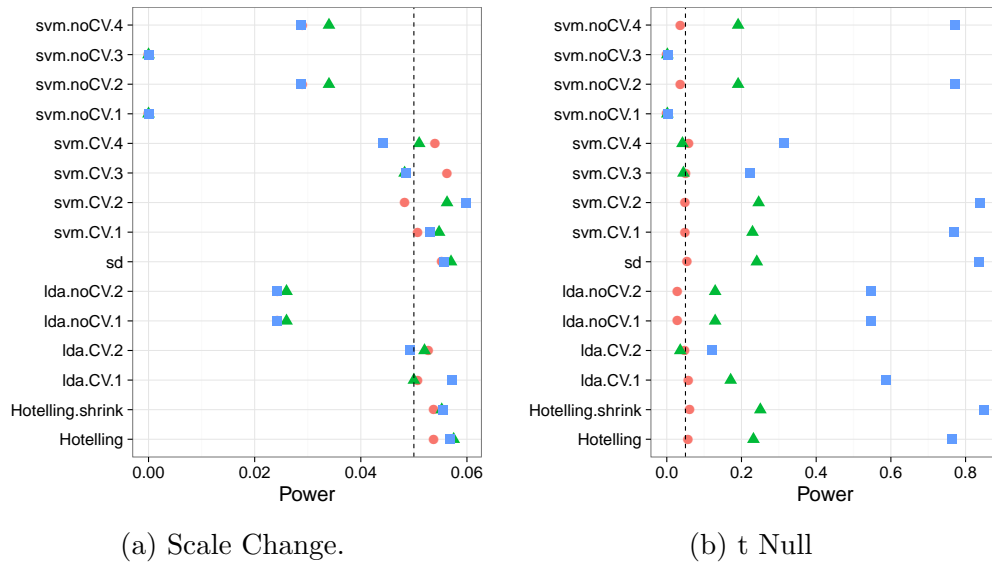 svm.noCV.4
svm.noCV.3
svm.noCV.2
svm.noCV.1
svm.CV.4
svm.CV.3
svm.CV.2
svm.CV.1
sd
lda.noCV.2
lda.noCV.1
lda.CV.2
lda.CV.1
Hotelling.shrink
Hotelling
0.00 0.02 0.04 0.06
Power
(a) Scale Change.
svm.noCV.4
svm.noCV.3
svm.noCV.2
svm.noCV.1
svm.CV.4
svm.CV.3
svm.CV.2
svm.CV.1
sd
lda.noCV.2
lda.noCV.1
lda.CV.2
lda.CV.1
Hotelling.shrink
Hotelling
0.0 0.2 0.4 0.6 0.8
Power
(b) t Null